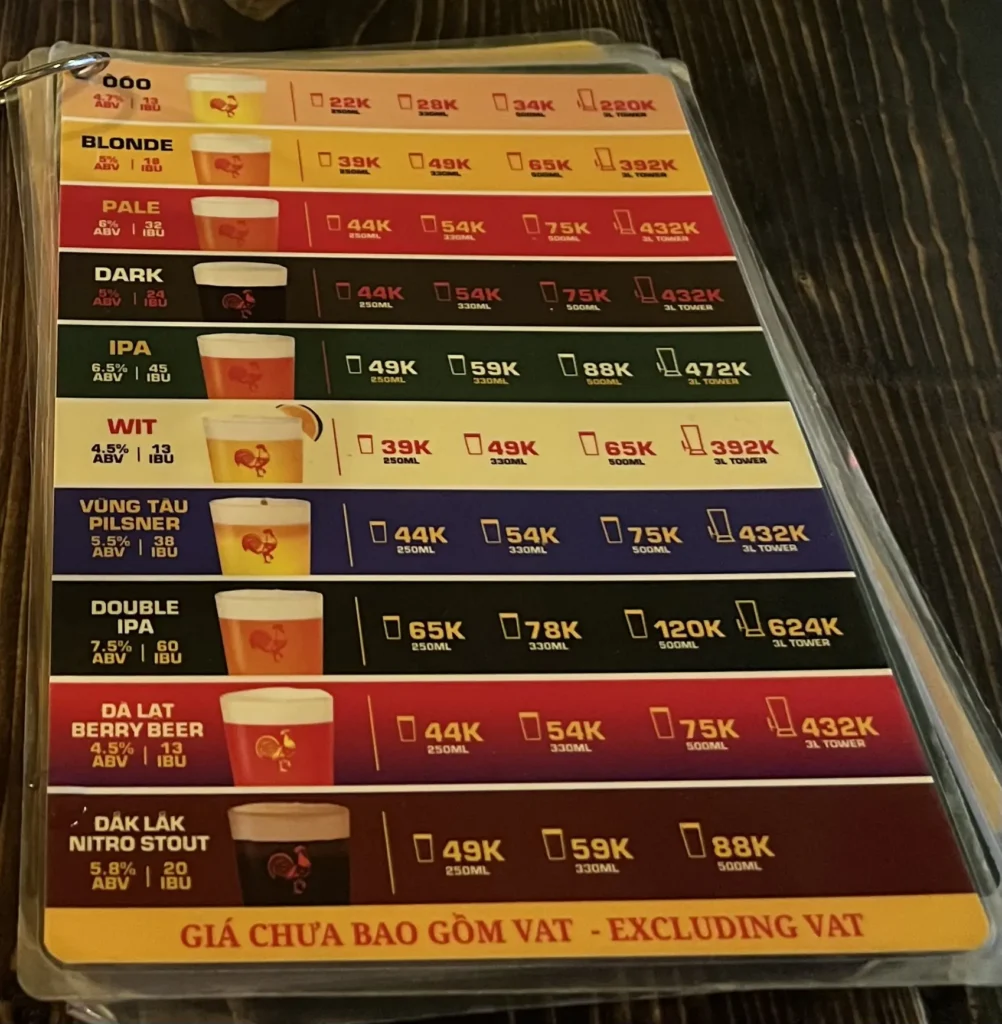 ÒÒÓ
4.7% | 13
ABV | IBU
22K 28K 34K 220K
250ML 330ML 500ML 3L TOWER
BLONDE
5% | 18
ABV | IBU
39K 49K 65K 392K
250ML 330ML 500ML 3L TOWER
PALE
6% | 32
ABV | IBU
44K 54K 75K 432K
250ML 330ML 500ML 3L TOWER
DARK
5% | 24
ABV | IBU
44K 54K 75K 432K
250ML 330ML 500ML 3L TOWER
IPA
6.5% | 45
ABV | IBU
49K 59K 88K 472K
250ML 330ML 500ML 3L TOWER
WIT
4.5% | 13
ABV | IBU
39K 49K 65K 392K
250ML 330ML 500ML 3L TOWER
VŨNG TÀU
PILSNER
5.5% | 38
ABV | IBU
44K 54K 75K 432K
250ML 330ML 500ML 3L TOWER
DOUBLE
IPA
7.5% | 60
ABV | IBU
65K 78K 120K 624K
250ML 330ML 500ML 3L TOWER
DA LAT
BERRY BEER
4.5% | 13
ABV | IBU
44K 54K 75K 432K
250ML 330ML 500ML 3L TOWER
DĂK LĂK
NITRO STOUT
5.8% | 20
ABV | IBU
49K 59K 88K
250ML 330ML 500ML
GIÁ CHƯA BAO GỒM VAT - EXCLUDING VAT